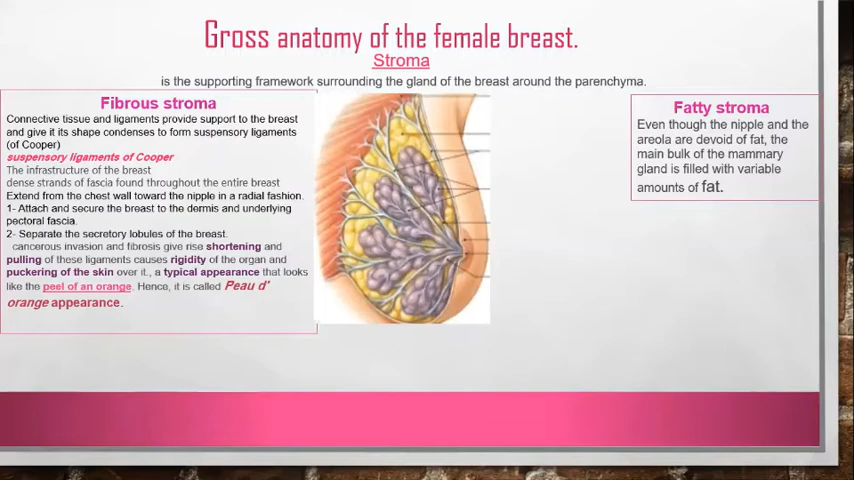 Gross anatomy of the female breast.
Stroma
is the supporting framework surrounding the gland of the breast around the parenchyma.
Fibrous stroma
Connective tissue and ligaments provide support to the breast
and give it its shape condenses to form suspensory ligaments
(of Cooper)
suspensory ligaments of Cooper
The infrastructure of the breast
dense strands of fascia found throughout the entire breast
Extend from the chest wall toward the nipple in a radial fashion.
1- Attach and secure the breast to the dermis and underlying
pectoral fascia.
2- Separate the secretory lobules of the breast.
cancerous invasion and fibrosis give rise shortening and
pulling of these ligaments causes rigidity of the organ and
puckering of the skin over it., a typical appearance that looks
like the peel of an orange. Hence, it is called Peau d'
orange appearance.
Fatty stroma
Even though the nipple and the
areola are devoid of fat, the
main bulk of the mammary
gland is filled with variable
amounts of fat.